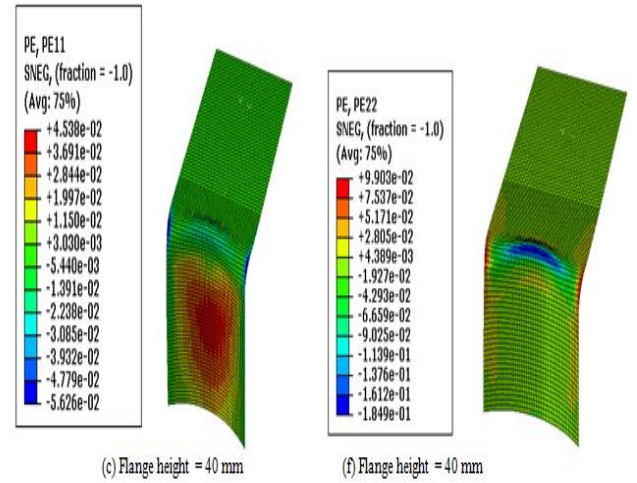 PE, PE11
SNEG, (fraction = -1.0)
(Avg: 75%)
+4.538e-02
+3.691e-02
+2.844e-02
+1.997e-02
+1.150e-02
+3.030e-03
-5.440e-03
-1.391e-02
-2.238e-02
-3.085e-02
-3.932e-02
-4.779e-02
-5.626e-02
(c) Flange height = 40 mm
PE, PE22
SNEG, (fraction = -1.0)
(Avg: 75%)
+9.903e-02
+7.537e-02
+5.171e-02
+2.805e-02
+4.389e-03
-1.927e-02
-4.293e-02
-6.659e-02
-9.025e-02
-1.139e-01
-1.376e-01
-1.612e-01
-1.849e-01
(f) Flange height = 40 mm